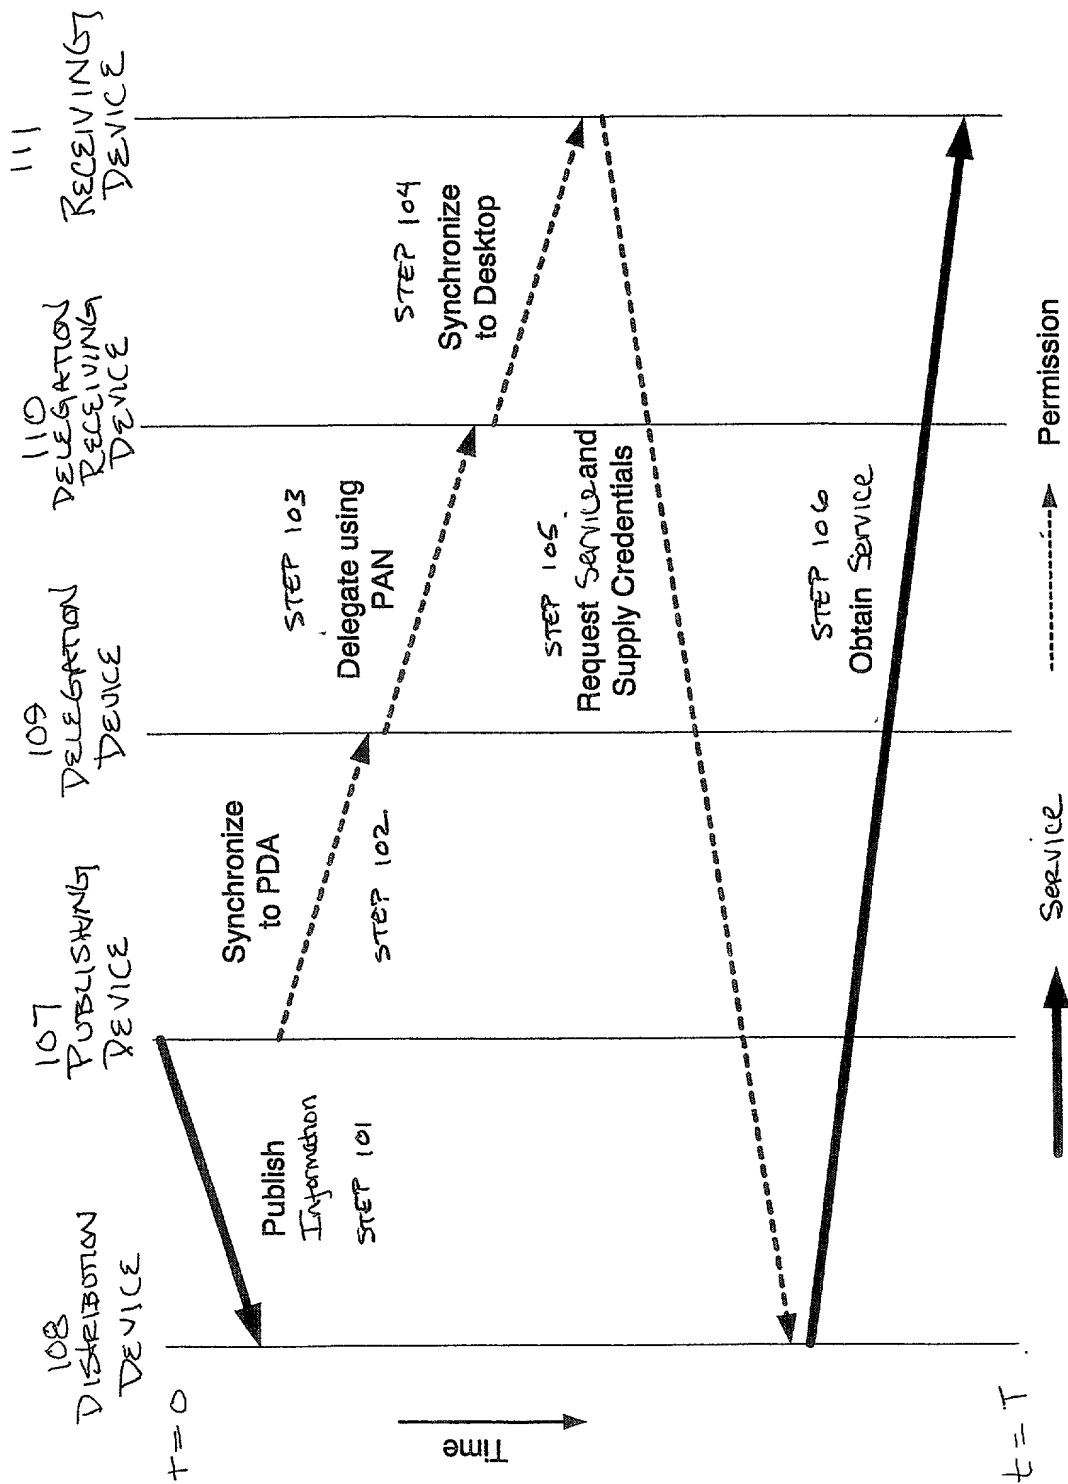 108
DISTRIBUTION
DEVICE
107
PUBLISHING
DEVICE
109
DELEGATION
DEVICE
110
DELEGATION
RECEIVING
DEVICE
111
RECEIVING
DEVICE
t=0
Time
t=T
Publish
Information
STEP 101
Synchronize
to PDA
STEP 102
STEP 103
Delegate using
PAN
STEP 104
Synchronize
to Desktop
STEP 105
Request Service and
Supply Credentials
STEP 106
Obtain Service
Service
Permission